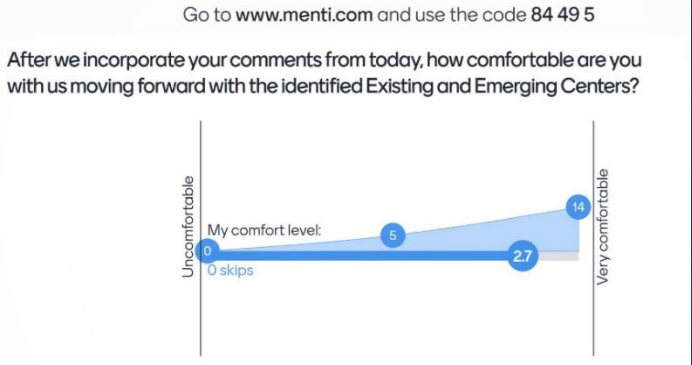 Go to www.menti.com and use the code 84 49 5
After we incorporate your comments from today, how comfortable are you
with us moving forward with the identified Existing and Emerging Centers?
Uncomfortable
My comfort level:
0
5
14
2.7
0 skips
Very comfortable